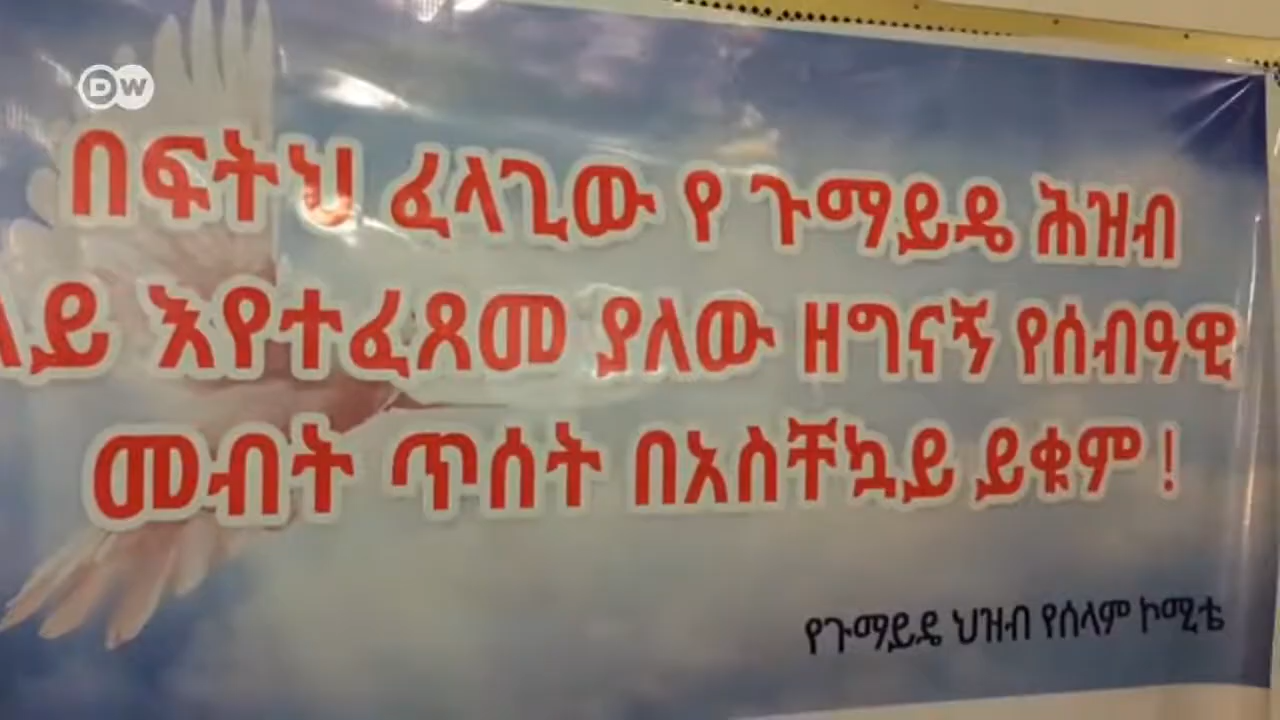 DW
በፍትህ ፈላጊው የ ጉማይዴ ሕዝብ
ላይ እየተፈጸመ ያለው ዘግናኝ የሰብዓዊ
መብት ጥሰት በአስቸኳይ ይቁም !
የጉማይዴ ህዝብ የሰላም ኮሚቴ